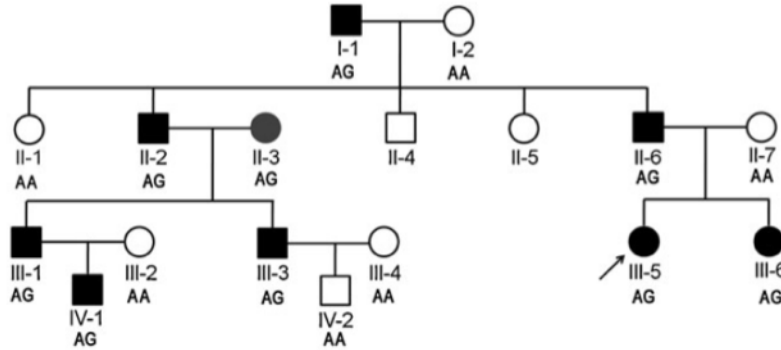 I-1 I-2
AG AA
II-1 II-2 II-3 II-4 II-5 II-6 II-7
AA AG AG AG AA
III-1 III-2 III-3 III-4 III-5 III-6
AG AA AG AA AG AG
IV-1 IV-2
AG AA